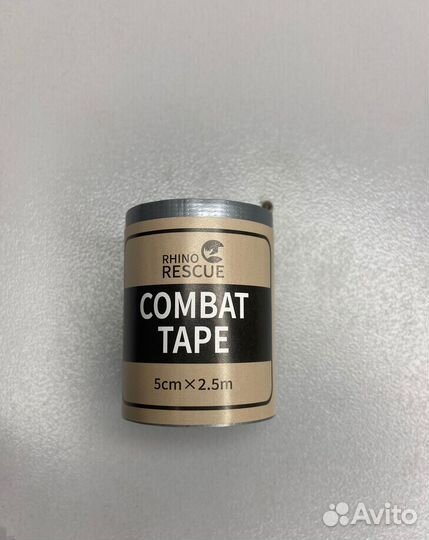 RHINO
RESCUE
COMBAT
TAPE
5cm×2.5m
Avito